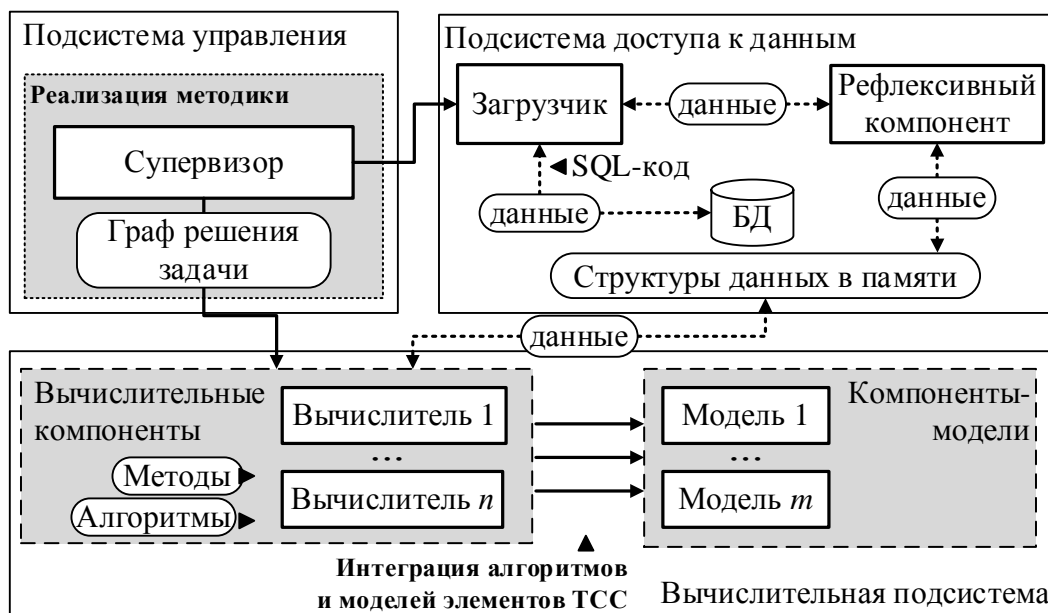 Подсистема управления
Реализация методики
Супервизор
Граф решения
задачи
Подсистема доступа к данным
Загрузчик
данные
Рефлексивный
компонент
SQL-код
данные
БД
данные
Структуры данных в памяти
данные
Вычислительные
компоненты
Вычислитель 1
...
Вычислитель n
Методы
Алгоритмы
Модель 1
...
Модель m
Компоненты-
модели
Интеграция алгоритмов
и моделей элементов ТСС
Вычислительная подсистема